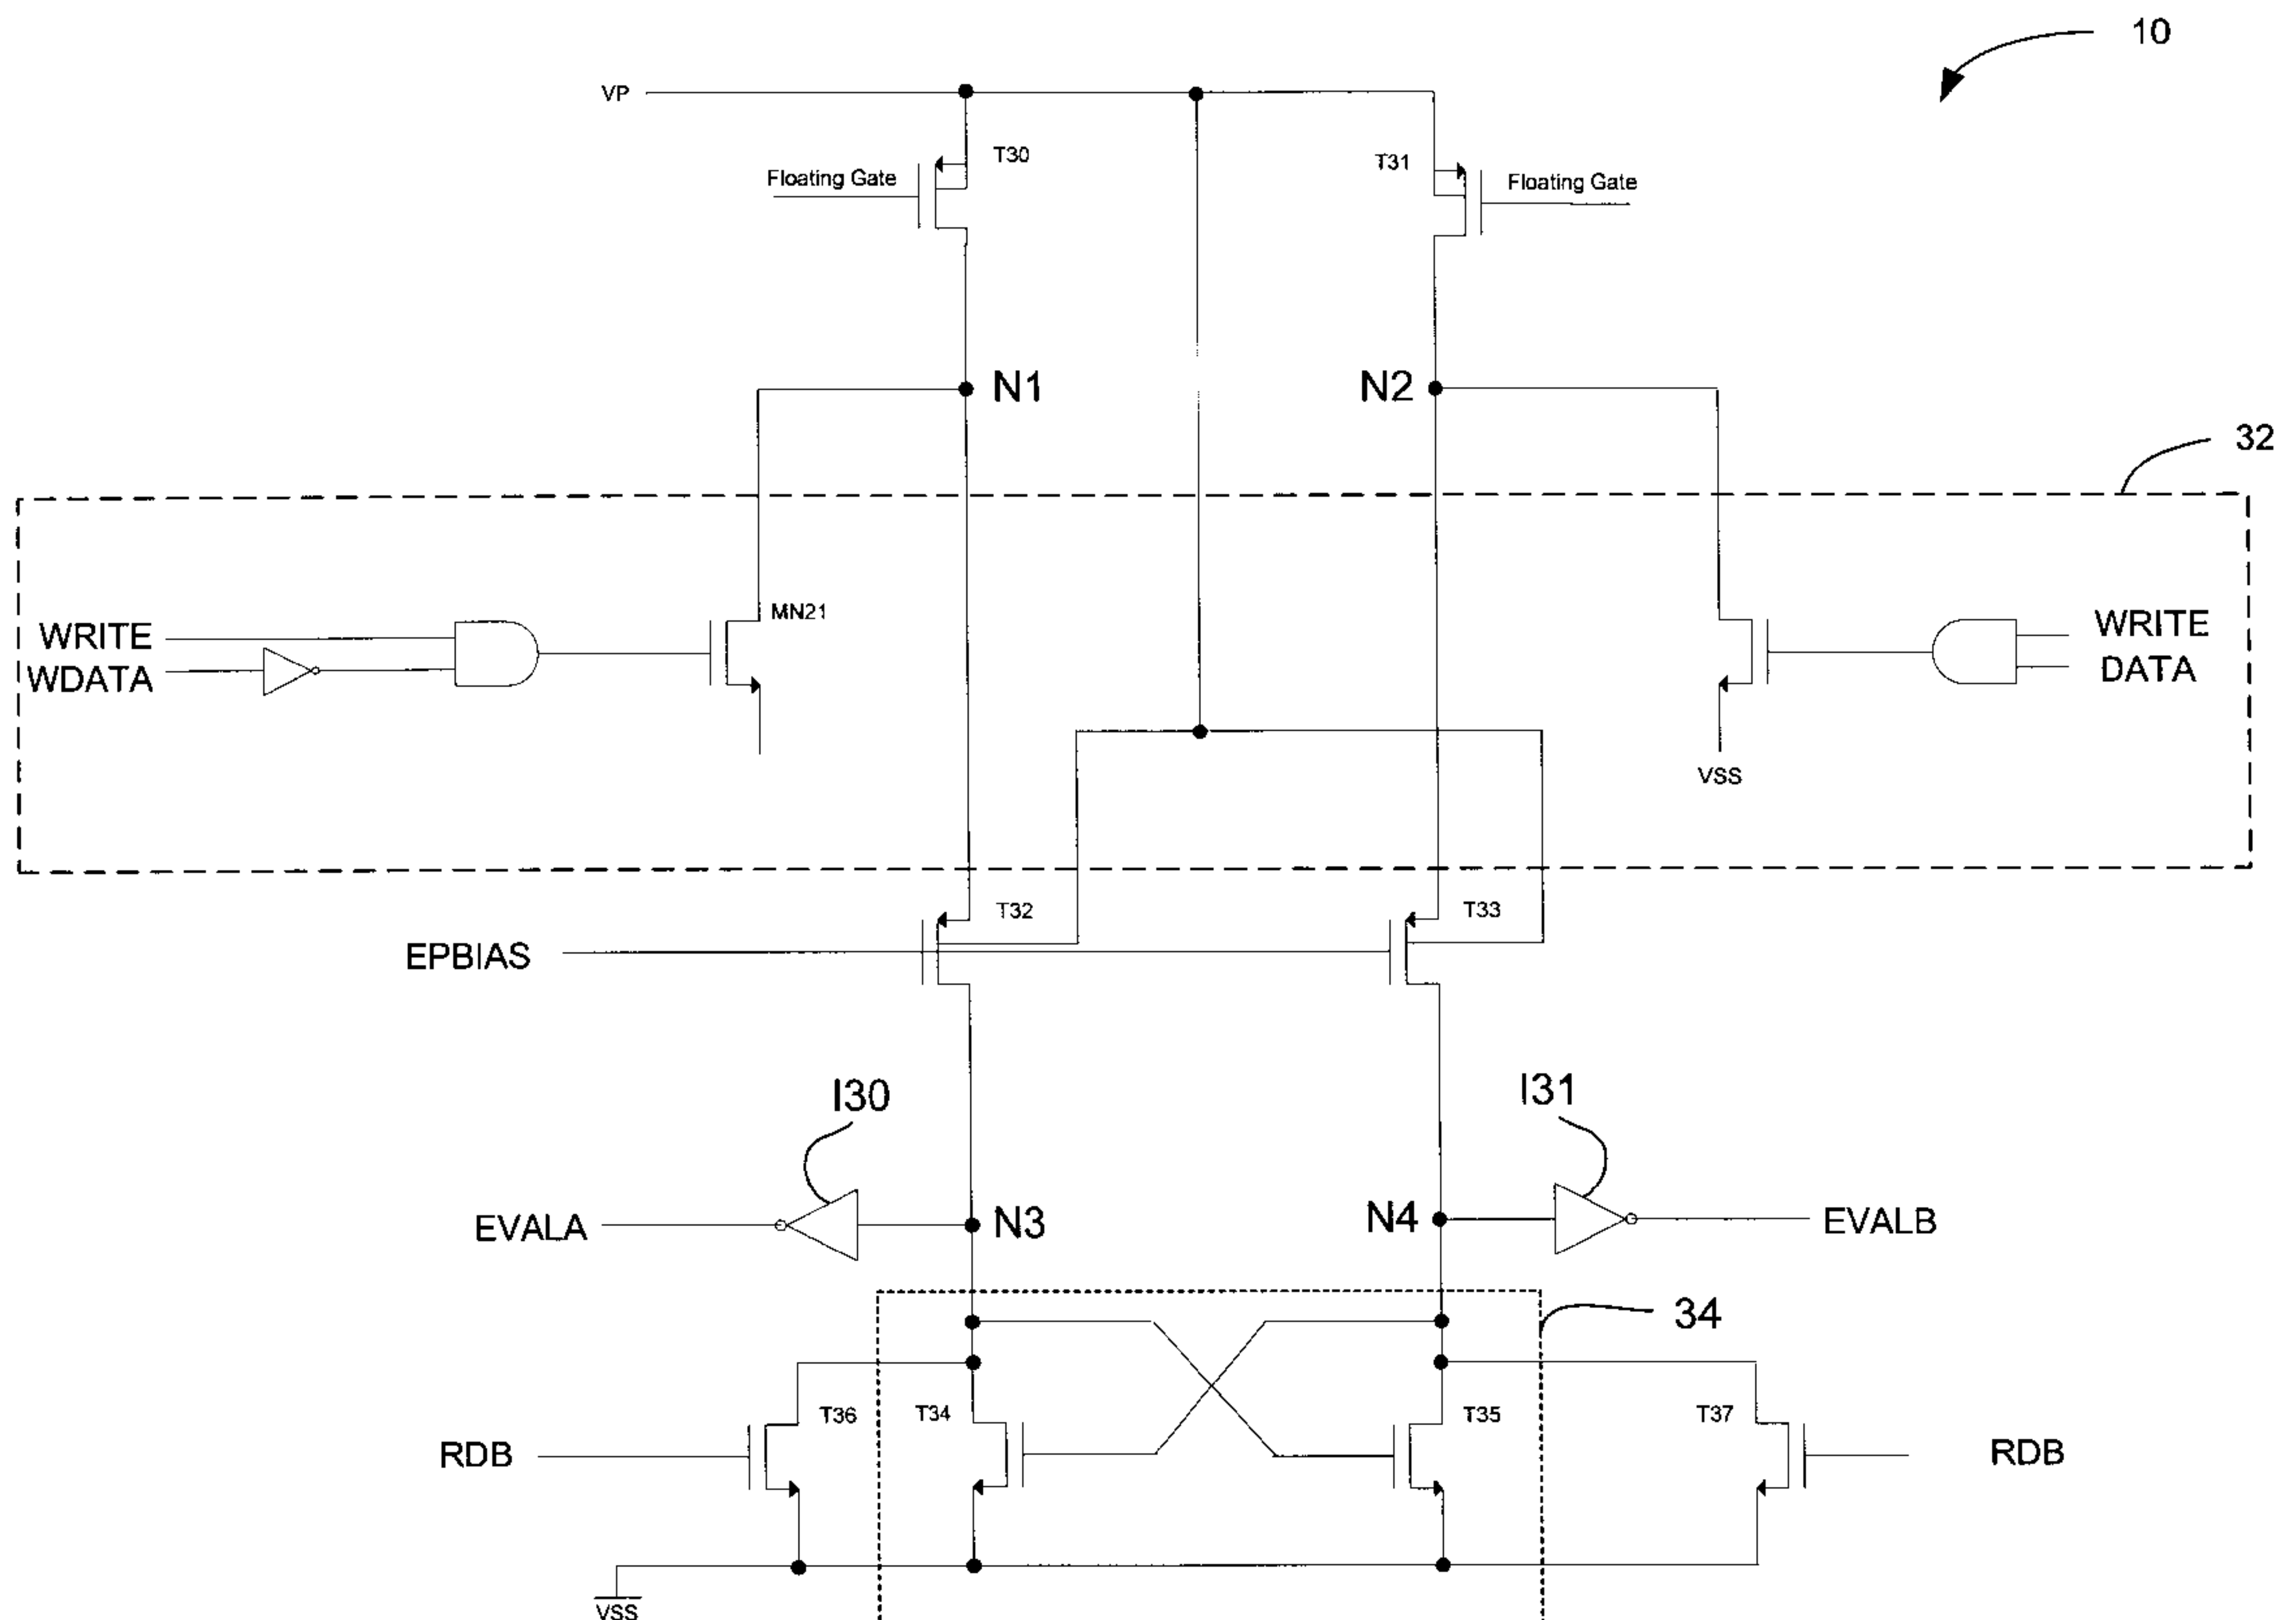 10
VP
T30
T31
Floating Gate
Floating Gate
N1
N2
32
MN21
WRITE
WDATA
WRITE
DATA
VSS
T32
T33
EPBIAS
I30
I31
EVALA
N3
N4
EVALB
34
T36
T34
T35
T37
RDB
RDB
VSS